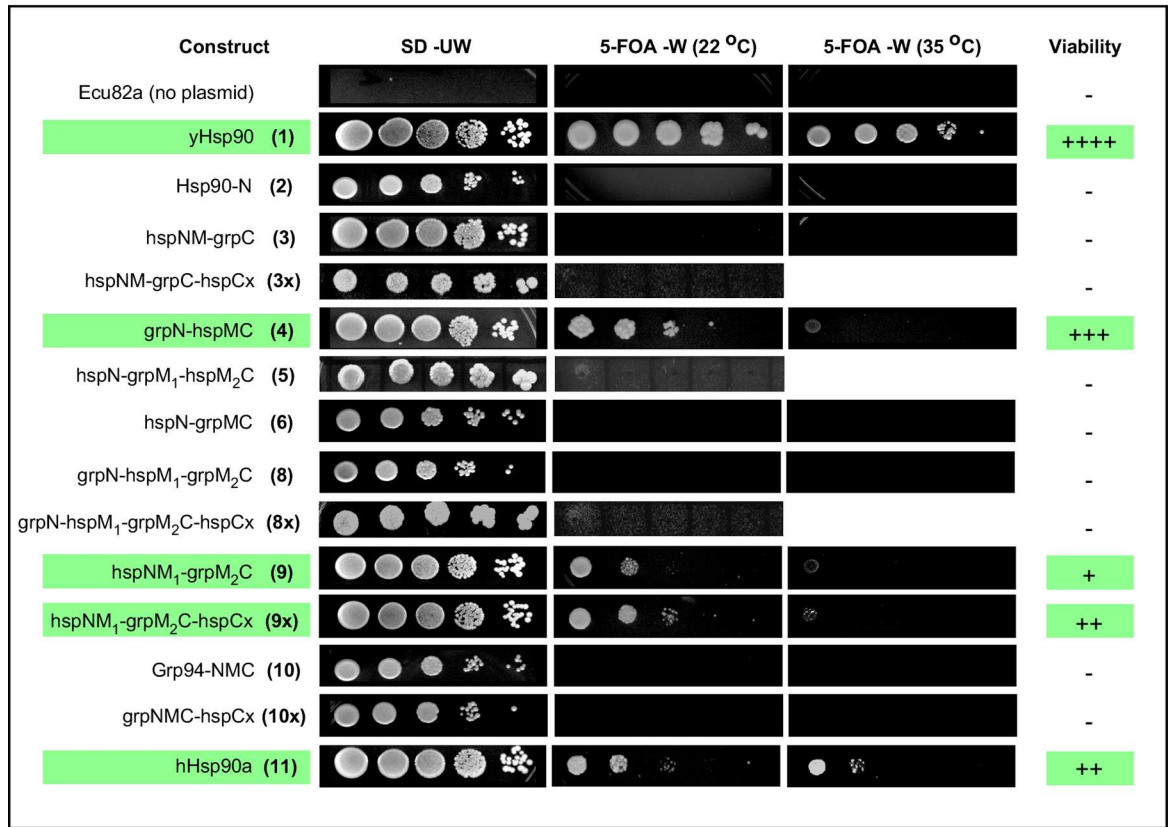 Construct SD -UW 5-FOA -W (22 °C) 5-FOA -W (35 °C) Viability
Ecu82a (no plasmid) -
yHsp90 (1) ++++
Hsp90-N (2) -
hspNM-grpC (3) -
hspNM-grpC-hspCx (3x) -
grpN-hspMC (4) +++
hspN-grpM₁-hspM₂C (5) -
hspN-grpMC (6) -
grpN-hspM₁-grpM₂C (8) -
grpN-hspM₁-grpM₂C-hspCx (8x) -
hspNM₁-grpM₂C (9) +
hspNM₁-grpM₂C-hspCx (9x) ++
Grp94-NMC (10) -
grpNMC-hspCx (10x) -
hHsp90a (11) ++